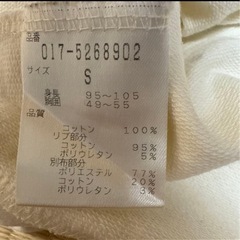 品番
017-5268902
サイズ
S
身長 95~105
胸囲 49~55
品質
コットン 100%
リブ部分
コットン 95%
ポリウレタン 5%
別布部分
ポリエステル 77%
コットン 20%
ポリウレタン 3%